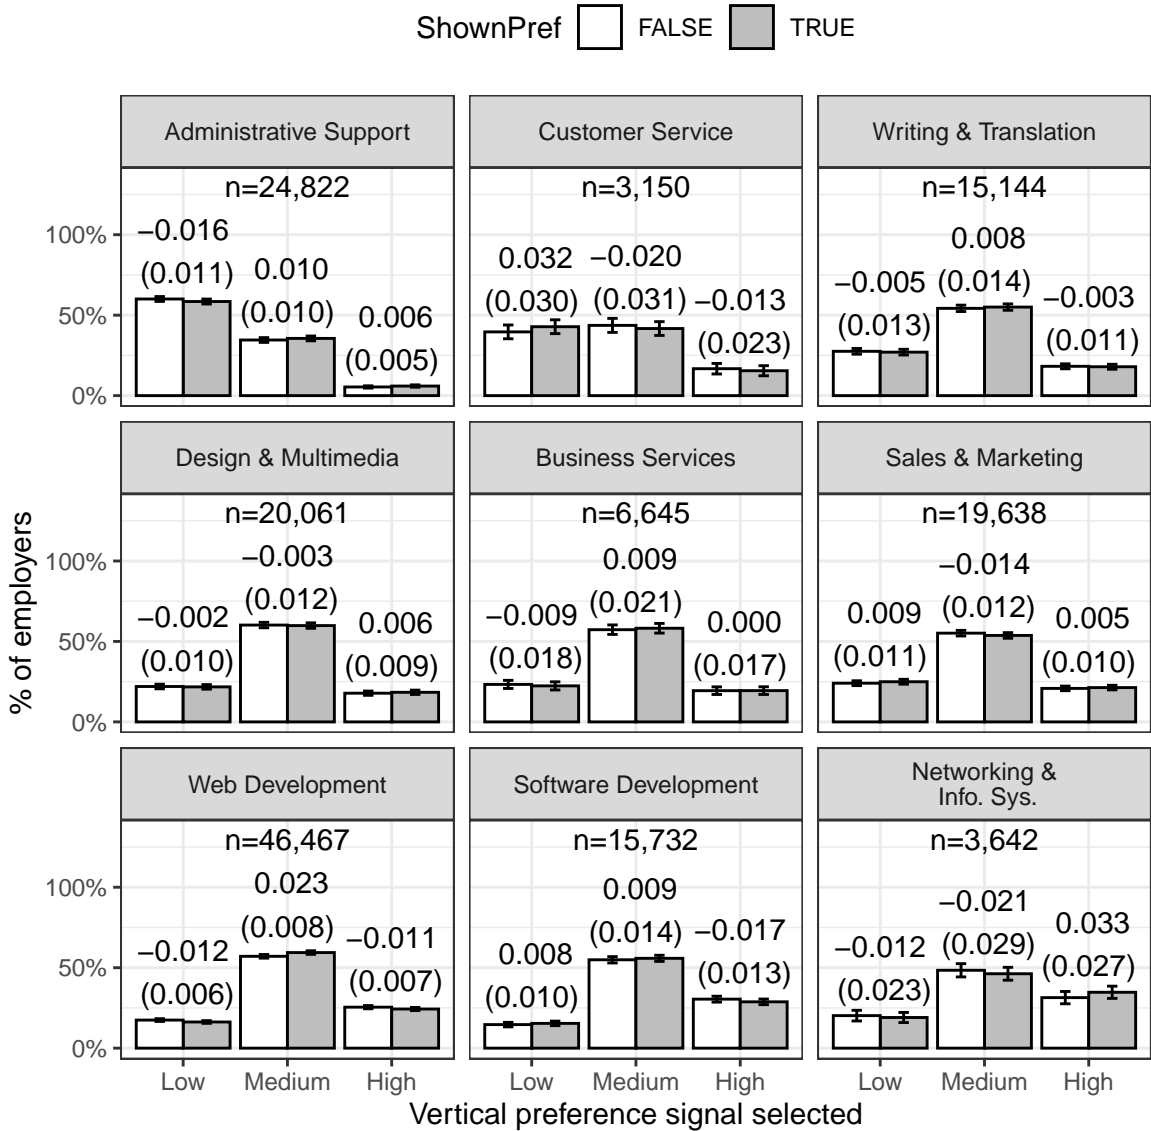 ShownPref FALSE TRUE
Administrative Support
Customer Service
Writing & Translation
n=24,822
−0.016
(0.011)
0.010
(0.010)
0.006
(0.005)
n=3,150
0.032
(0.030)
−0.020
(0.031)
−0.013
(0.023)
n=15,144
−0.005
(0.013)
0.008
(0.014)
−0.003
(0.011)
100%
50%
0%
Design & Multimedia
Business Services
Sales & Marketing
n=20,061
−0.002
(0.010)
−0.003
(0.012)
0.006
(0.009)
n=6,645
−0.009
(0.018)
0.009
(0.021)
0.000
(0.017)
n=19,638
0.009
(0.011)
−0.014
(0.012)
0.005
(0.010)
100%
50%
0%
Web Development
Software Development
Networking &
Info. Sys.
n=46,467
−0.012
(0.006)
0.023
(0.008)
−0.011
(0.007)
n=15,732
0.008
(0.010)
0.009
(0.014)
−0.017
(0.013)
n=3,642
−0.012
(0.023)
−0.021
(0.029)
0.033
(0.027)
100%
50%
0%
Low Medium High
Low Medium High
Low Medium High
Vertical preference signal selected
% of employers